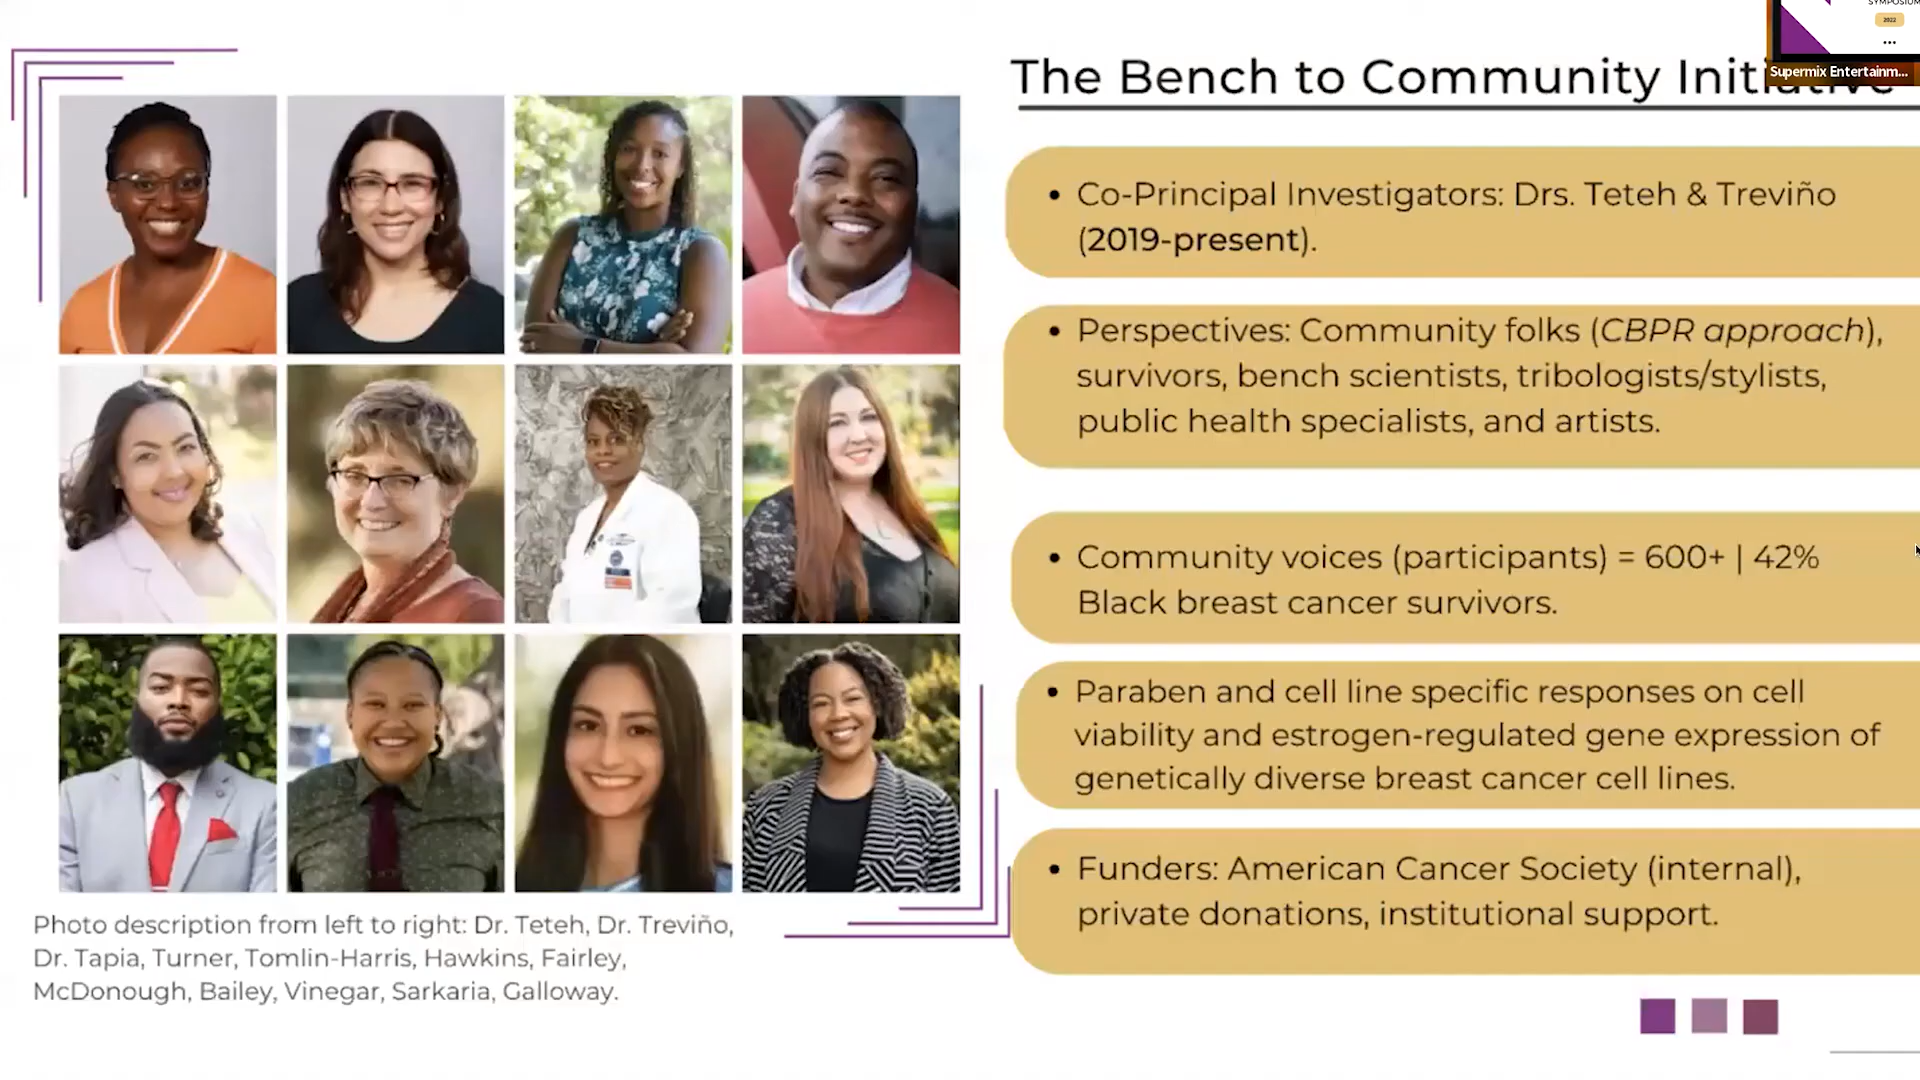 SYMPOSIUM
2022
Supermix Entertainm...
The Bench to Community Initiative
• Co-Principal Investigators: Drs. Teteh & Treviño
(2019-present).
• Perspectives: Community folks (CBPR approach),
survivors, bench scientists, tribologists/stylists,
public health specialists, and artists.
• Community voices (participants) = 600+ | 42%
Black breast cancer survivors.
• Paraben and cell line specific responses on cell
viability and estrogen-regulated gene expression of
genetically diverse breast cancer cell lines.
• Funders: American Cancer Society (internal),
private donations, institutional support.
Photo description from left to right: Dr. Teteh, Dr. Treviño,
Dr. Tapia, Turner, Tomlin-Harris, Hawkins, Fairley,
McDonough, Bailey, Vinegar, Sarkaria, Galloway.